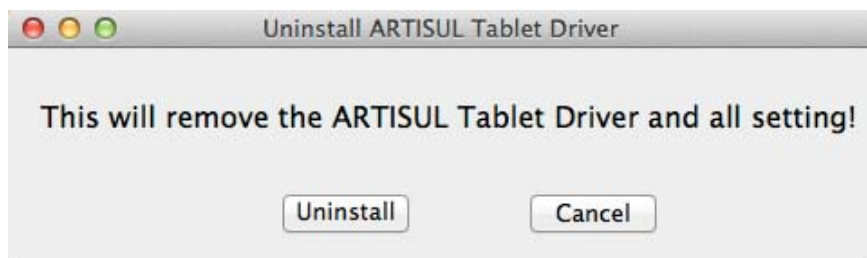 Uninstall ARTISUL Tablet Driver
This will remove the ARTISUL Tablet Driver and all setting!
Uninstall
Cancel